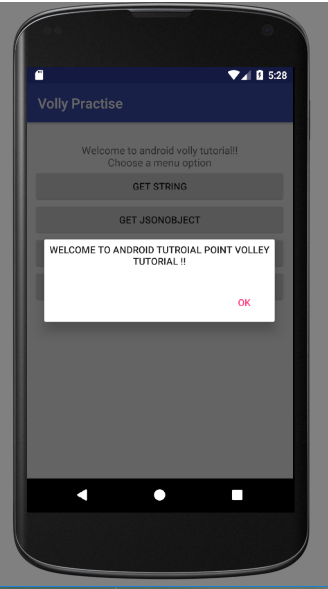 5:28
Volly Practise
Welcome to android volly tutorial!!!
Choose a menu option
GET STRING
GET JSONOBJECT
WELCOME TO ANDROID TUTROIAL POINT VOLLEY
TUTORIAL !!
OK